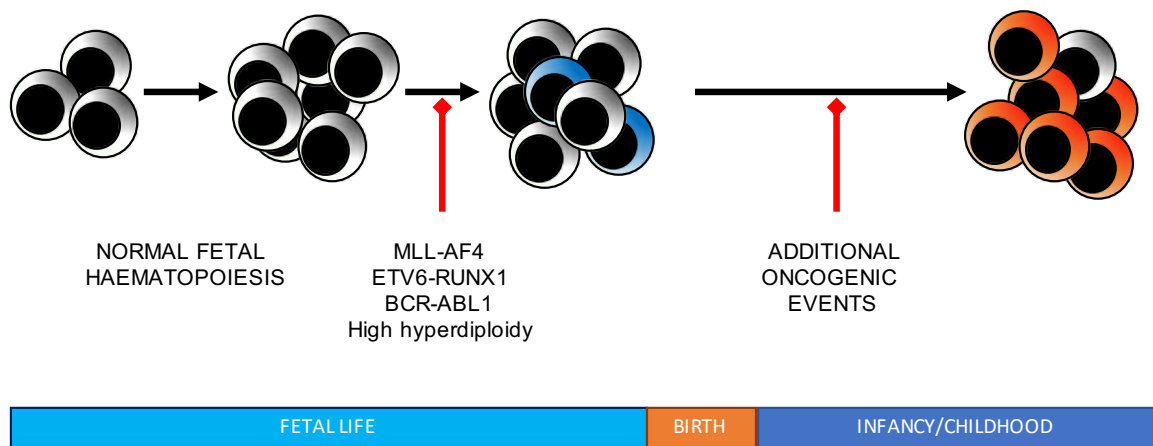 NORMAL FETAL
HAEMATOPOIESIS
MLL-AF4
ETV6-RUNX1
BCR-ABL1
High hyperdiploidy
ADDITIONAL
ONCOGENIC
EVENTS
FETAL LIFE
BIRTH
INFANCY/CHILDHOOD